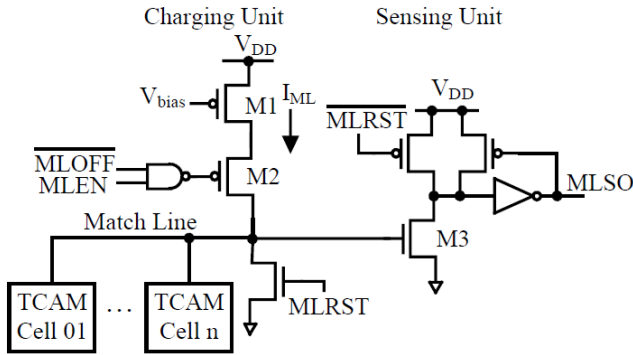 Charging Unit
Sensing Unit
VDD
VDD
Vbias
M1
IML
MLRST
MLOFF
MLEN
M2
MLSO
Match Line
M3
TCAM
Cell 01
...
TCAM
Cell n
MLRST